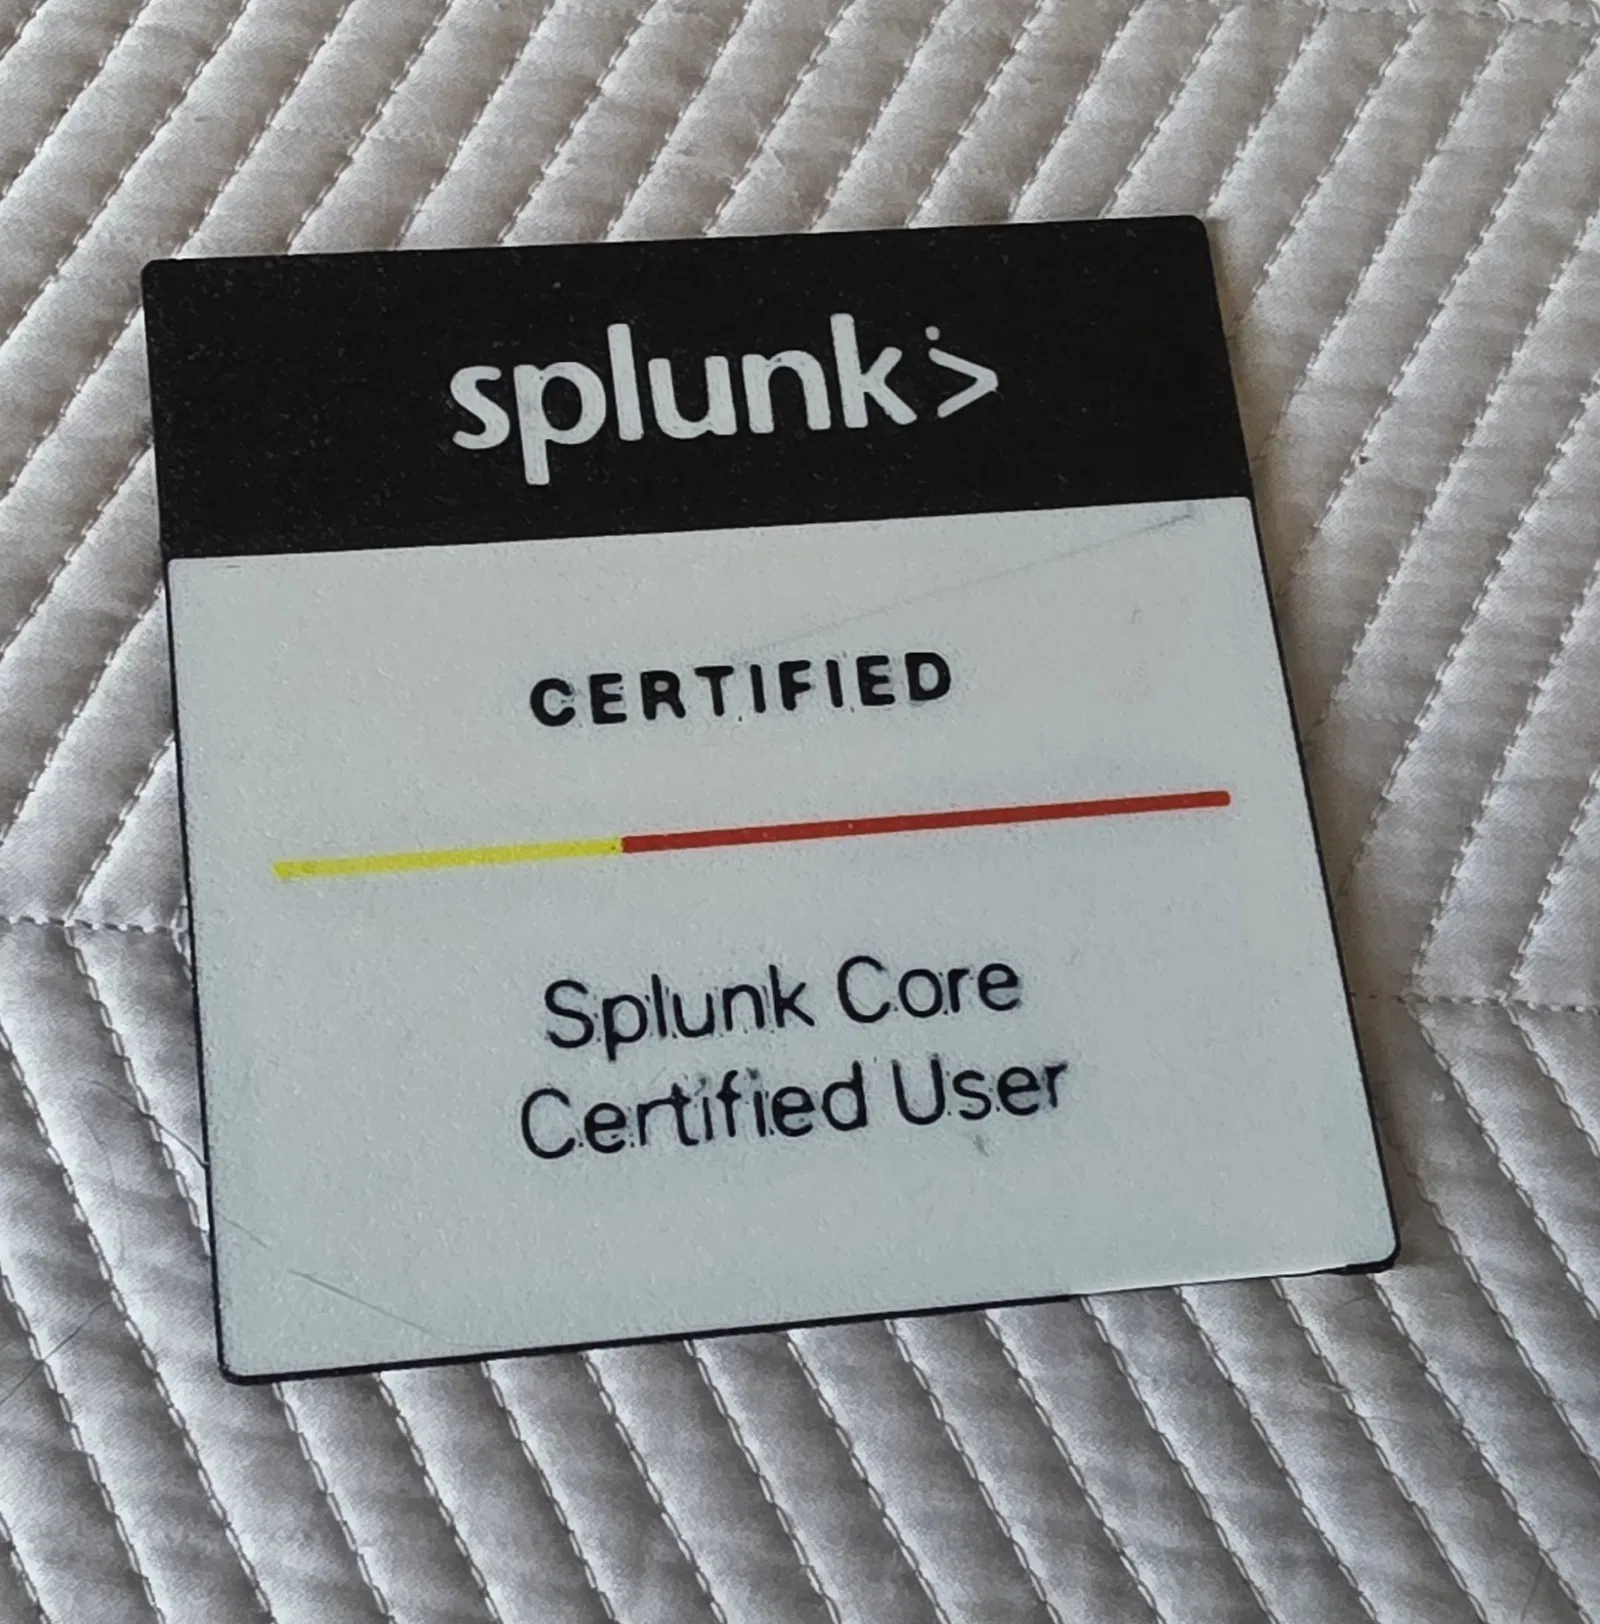 splunk>
CERTIFIED
Splunk Core
Certified User